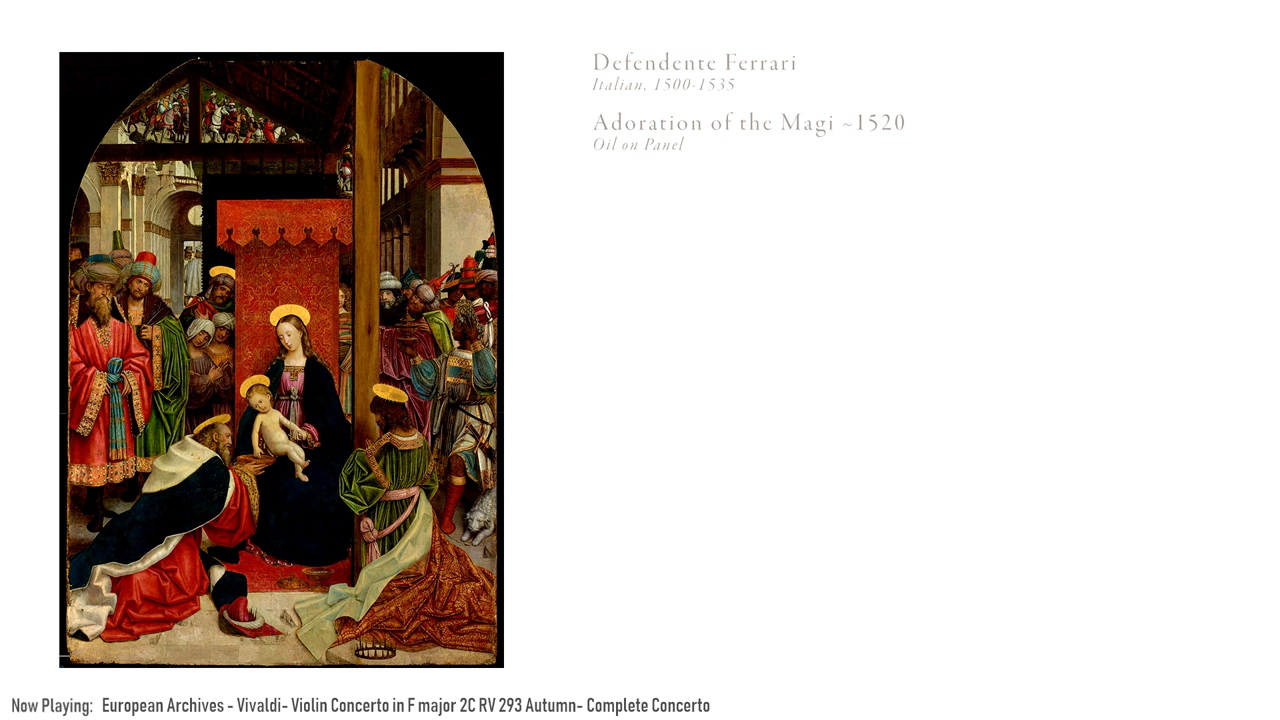 Defendente Ferrari
Italian, 1500-1535
Adoration of the Magi ~1520
Oil on Panel
Now Playing: European Archives - Vivaldi- Violin Concerto in F major 2C RV 293 Autumn- Complete Concerto